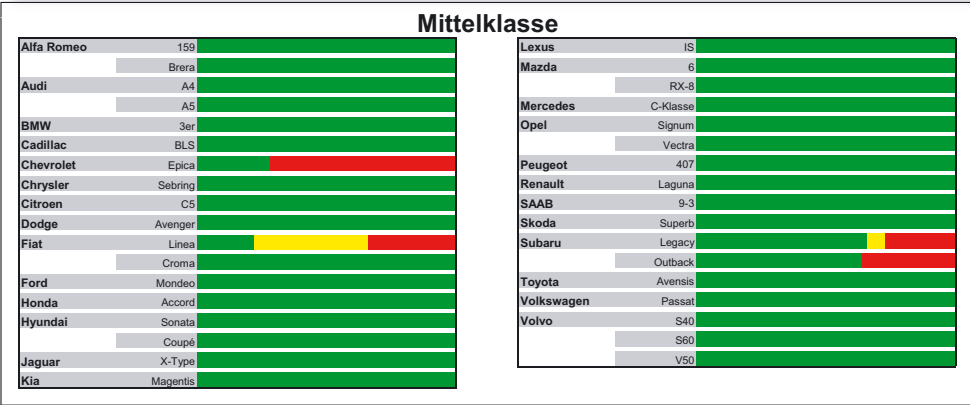 Mittelklasse
Alfa Romeo 159
Brera
Audi A4
A5
BMW 3er
Cadillac BLS
Chevrolet Epica
Chrysler Sebring
Citroen C5
Dodge Avenger
Fiat Linea
Croma
Ford Mondeo
Honda Accord
Hyundai Sonata
Coupé
Jaguar X-Type
Kia Magentis
Lexus IS
Mazda 6
RX-8
Mercedes C-Klasse
Opel Signum
Vectra
Peugeot 407
Renault Laguna
SAAB 9-3
Skoda Superb
Subaru Legacy
Outback
Toyota Avensis
Volkswagen Passat
Volvo S40
S60
V50